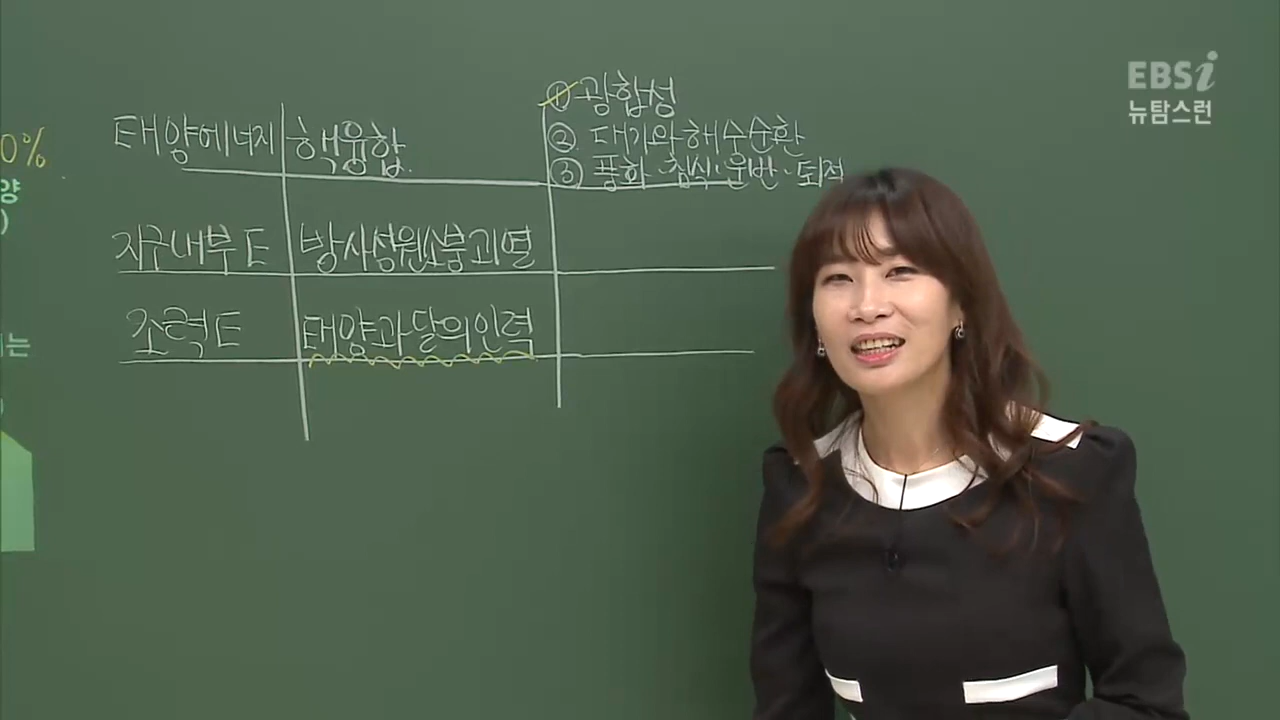 EBSi
뉴탐스런
① 광합성
태양에너지 핵융합
② 대기와 해수순환
③ 풍화·침식·운반·퇴적
0%
양
)
지구내부 E 방사성원소붕괴열
조력 E 태양과달의인력
는